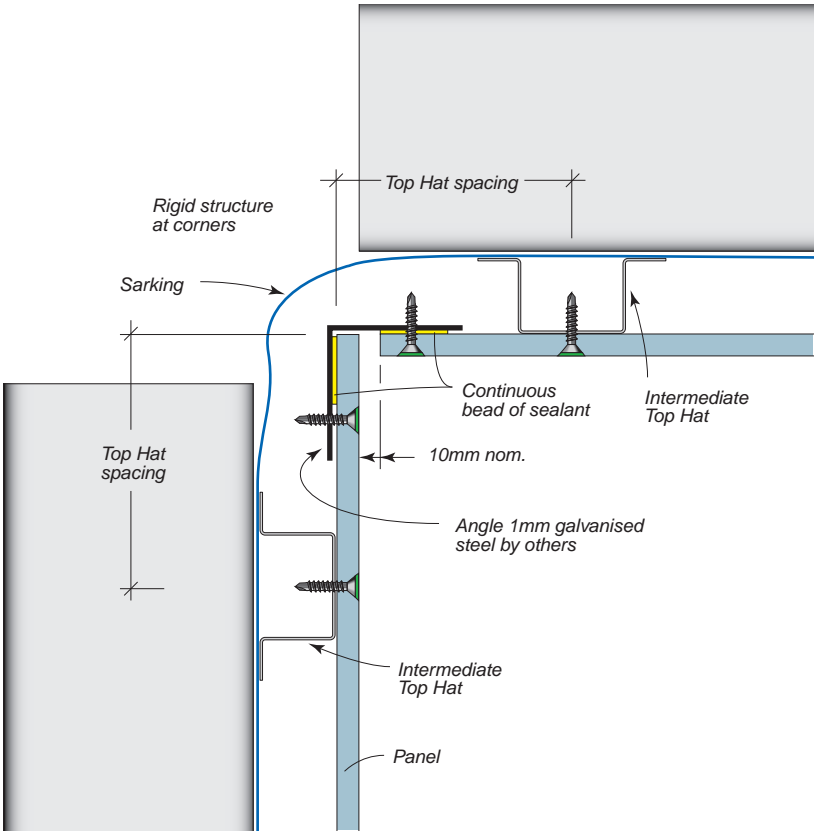 Top Hat spacing
Rigid structure
at corners
Sarking
Continuous
bead of sealant
Intermediate
Top Hat
Top Hat
spacing
10mm nom.
Angle 1mm galvanised
steel by others
Intermediate
Top Hat
Panel